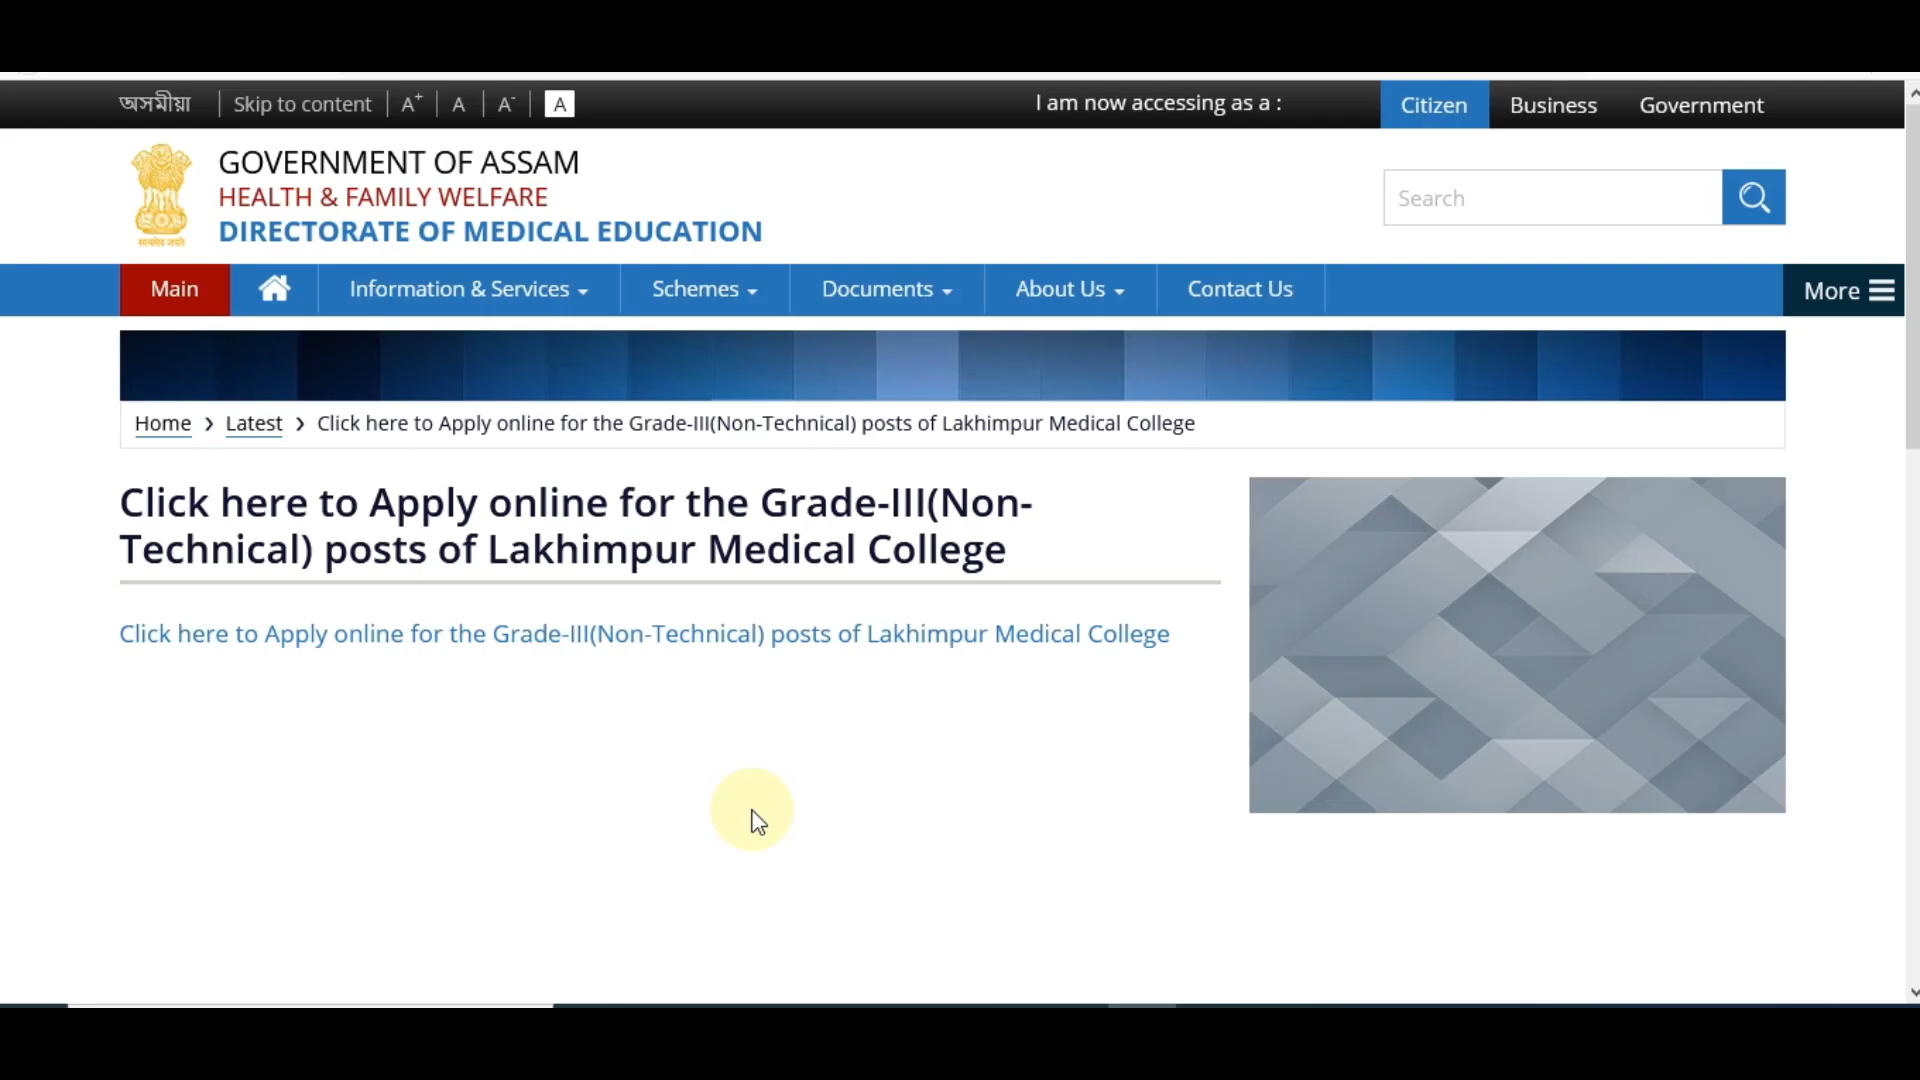 অসমীয়া Skip to content A+ A A- A I am now accessing as a : Citizen Business Government
GOVERNMENT OF ASSAM
HEALTH & FAMILY WELFARE
DIRECTORATE OF MEDICAL EDUCATION
सत्यमेव जयते
Search
Main Information & Services Schemes Documents About Us Contact Us More
Home › Latest › Click here to Apply online for the Grade-III(Non-Technical) posts of Lakhimpur Medical College
Click here to Apply online for the Grade-III(Non-
Technical) posts of Lakhimpur Medical College
Click here to Apply online for the Grade-III(Non-Technical) posts of Lakhimpur Medical College